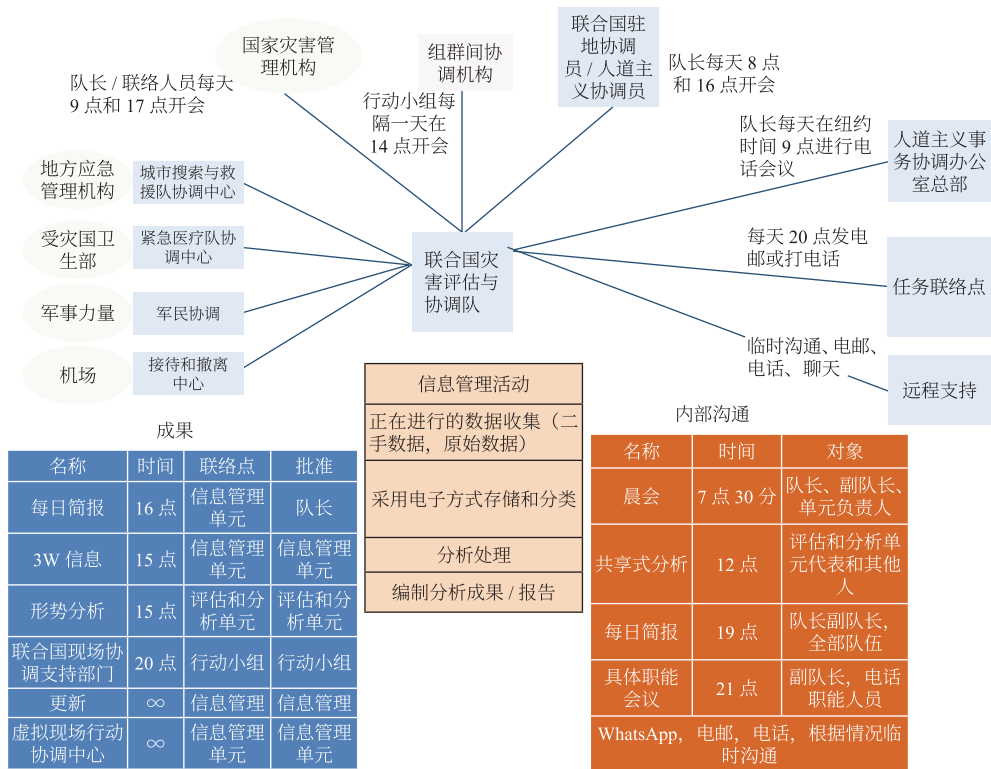 国家灾害管
理机构
组群间协
调机构
联合国驻
地协调
员 / 人道主
义协调员
队长 / 联络人员每天
9 点和 17 点开会
行动小组每
隔一天在
14 点开会
队长每天 8 点
和 16 点开会
队长每天在纽约
时间 9 点进行电
话会议
人道主义事
务协调办公
室总部
地方应急
管理机构
城市搜索与救
援队协调中心
受灾国卫
生部
紧急医疗队协
调中心
军事力量
军民协调
机场
接待和撤离
中心
联合国灾
害评估与
协调队
每天 20 点发电
邮或打电话
任务联络点
临时沟通、电邮、
电话、聊天
远程支持
信息管理活动
正在进行的数据收集（二
手数据，原始数据）
采用电子方式存储和分类
分析处理
编制分析成果 / 报告
成果
名称 时间 联络点 批准
每日简报 16 点 信息管理
单元 队长
3W 信息 15 点 信息管理
单元 信息管理
单元
形势分析 15 点 评估和分
析单元 评估和分
析单元
联合国现场协
调支持部门 20 点 行动小组 行动小组
更新 ∞ 信息管理 信息管理
虚拟现场行动
协调中心 ∞ 信息管理
单元 信息管理
单元
内部沟通
名称 时间 对象
晨会 7 点 30 分 队长、副队长、
单元负责人
共享式分析 12 点 评估和分析单
元代表和其他
人
每日简报 19 点 队长副队长，
全部队伍
具体职能
会议 21 点 副队长，电话
职能人员
WhatsApp，电邮，电话，根据情况临
时沟通